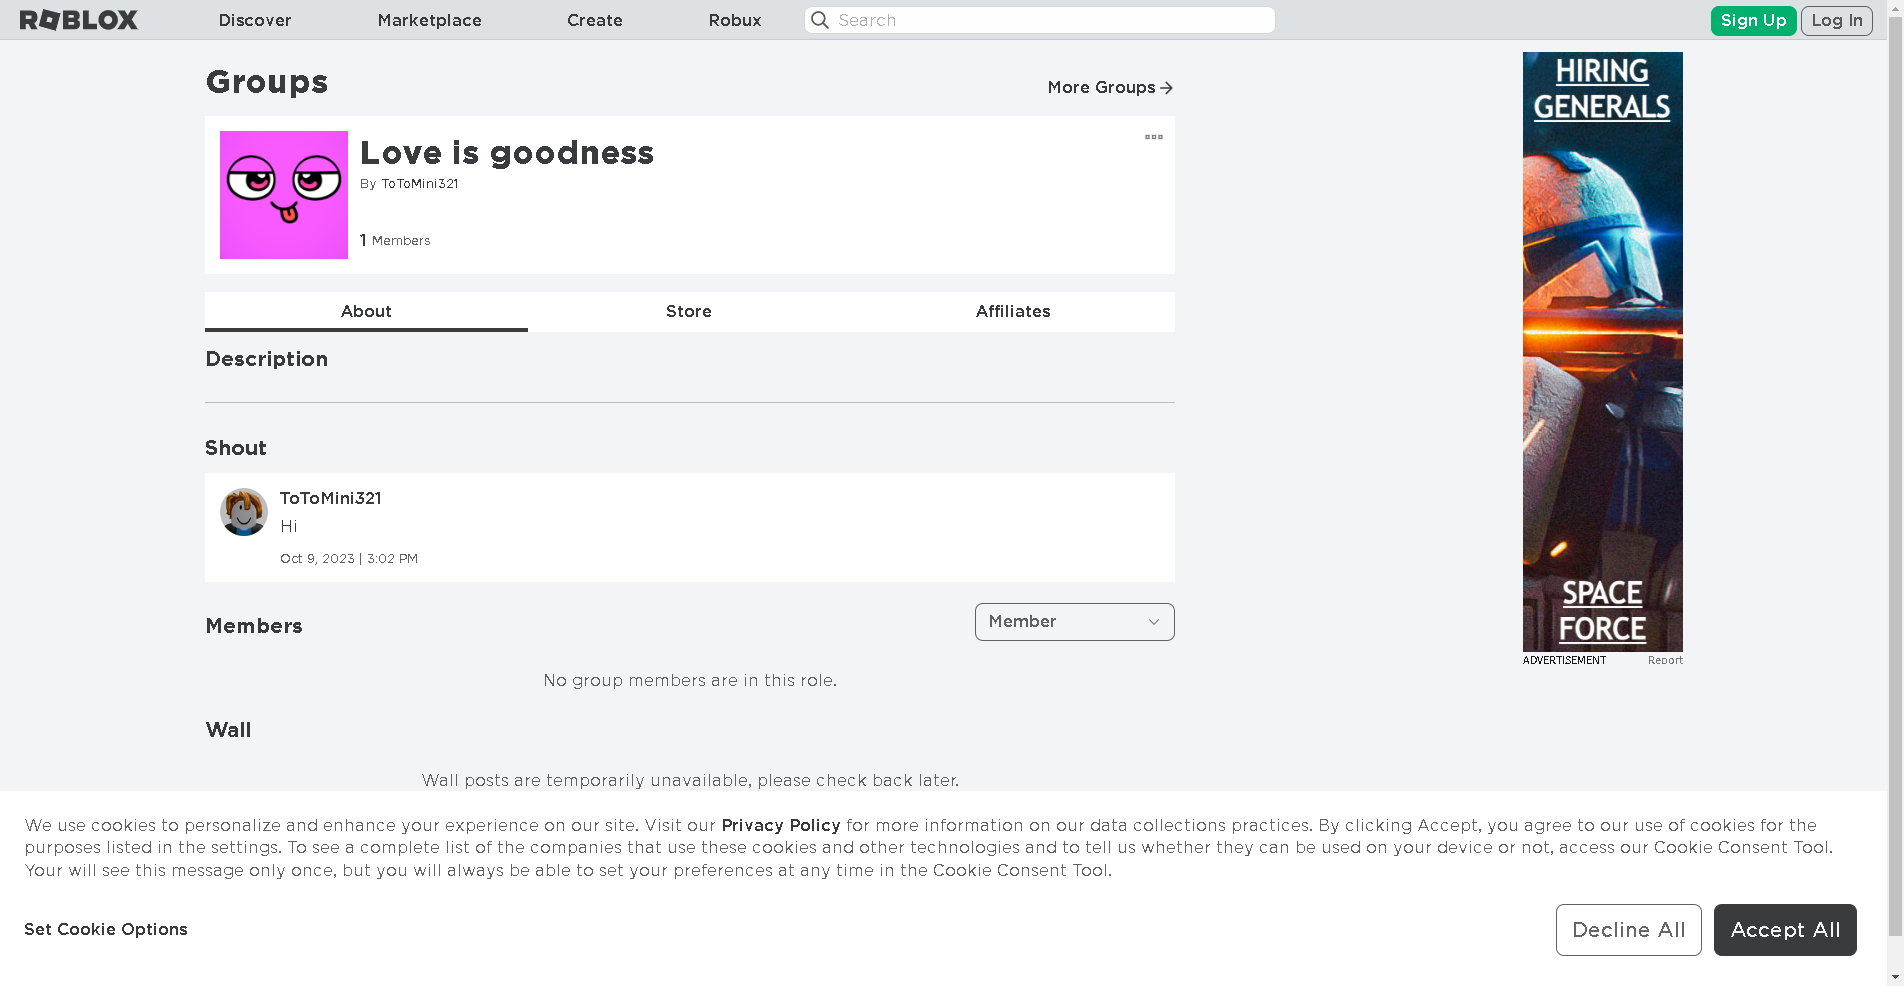 ROBLOX
Discover
Marketplace
Create
Robux
Search
Sign Up
Log In
Groups
More Groups
Love is goodness
By ToToMini321
1 Members
About
Store
Affiliates
Description
Shout
ToToMini321
Hi
Oct 9, 2023 | 3:02 PM
Members
Member
No group members are in this role.
Wall
Wall posts are temporarily unavailable, please check back later.
HIRING
GENERALS
SPACE
FORCE
ADVERTISEMENT
Report
We use cookies to personalize and enhance your experience on our site. Visit our Privacy Policy for more information on our data collections practices. By clicking Accept, you agree to our use of cookies for the
purposes listed in the settings. To see a complete list of the companies that use these cookies and other technologies and to tell us whether they can be used on your device or not, access our Cookie Consent Tool.
Your will see this message only once, but you will always be able to set your preferences at any time in the Cookie Consent Tool.
Set Cookie Options
Decline All
Accept All